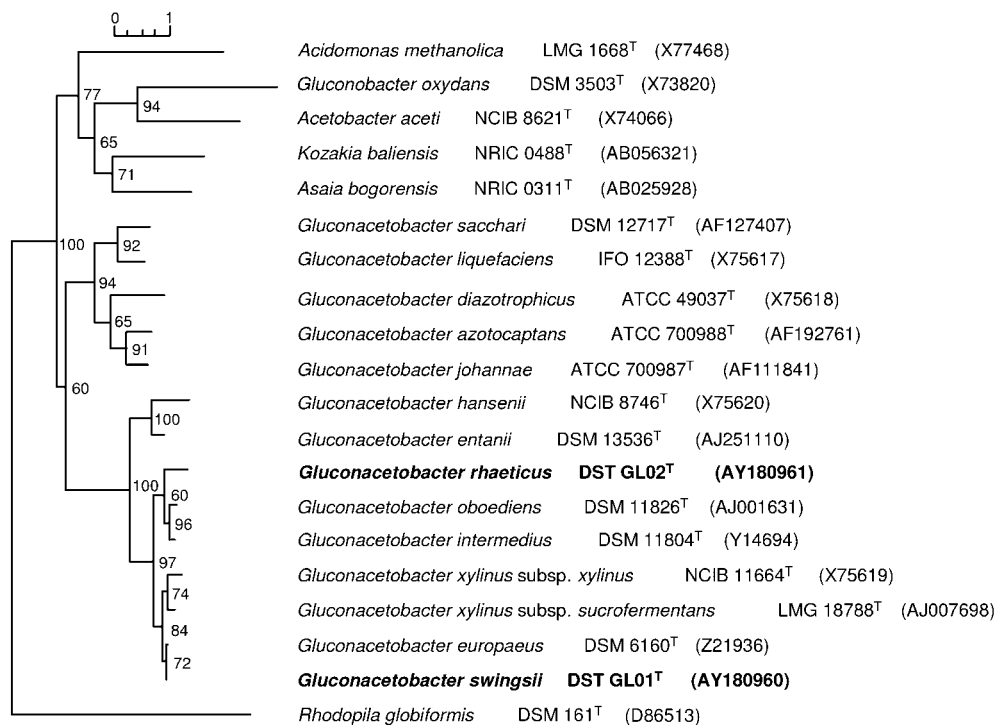 0 1
Acidomonas methanolica LMG 1668T (X77468)
Gluconobacter oxydans DSM 3503T (X73820)
77
94
Acetobacter aceti NCIB 8621T (X74066)
65
Kozakia baliensis NRIC 0488T (AB056321)
71
Asaia bogorensis NRIC 0311T (AB025928)
Gluconacetobacter sacchari DSM 12717T (AF127407)
100
92
Gluconacetobacter liquefaciens IFO 12388T (X75617)
94
Gluconacetobacter diazotrophicus ATCC 49037T (X75618)
65
Gluconacetobacter azotocaptans ATCC 700988T (AF192761)
91
Gluconacetobacter johannae ATCC 700987T (AF111841)
60
Gluconacetobacter hansenii NCIB 8746T (X75620)
100
Gluconacetobacter entanii DSM 13536T (AJ251110)
Gluconacetobacter rhaeticus DST GL02T (AY180961)
100
60
Gluconacetobacter oboediens DSM 11826T (AJ001631)
96
Gluconacetobacter intermedius DSM 11804T (Y14694)
97
Gluconacetobacter xylinus subsp. xylinus NCIB 11664T (X75619)
74
Gluconacetobacter xylinus subsp. sucrofermentans LMG 18788T (AJ007698)
84
Gluconacetobacter europaeus DSM 6160T (Z21936)
72
Gluconacetobacter swingsii DST GL01T (AY180960)
Rhodopila globiformis DSM 161T (D86513)